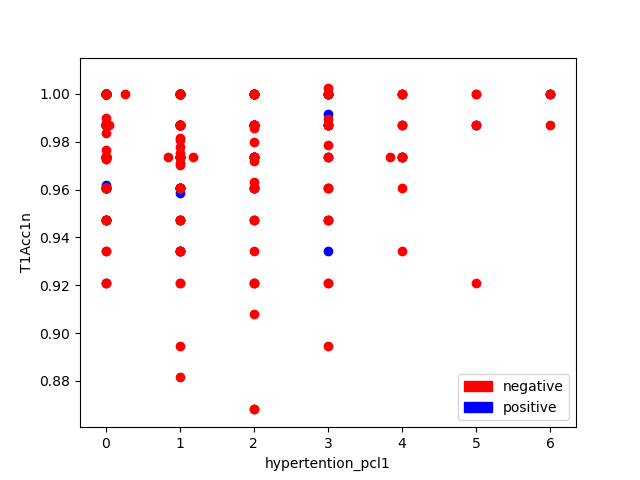 1.00
0.98
0.96
0.94
0.92
0.90
0.88
T1Acc1n
0 1 2 3 4 5 6
hypertention_pcl1
negative
positive